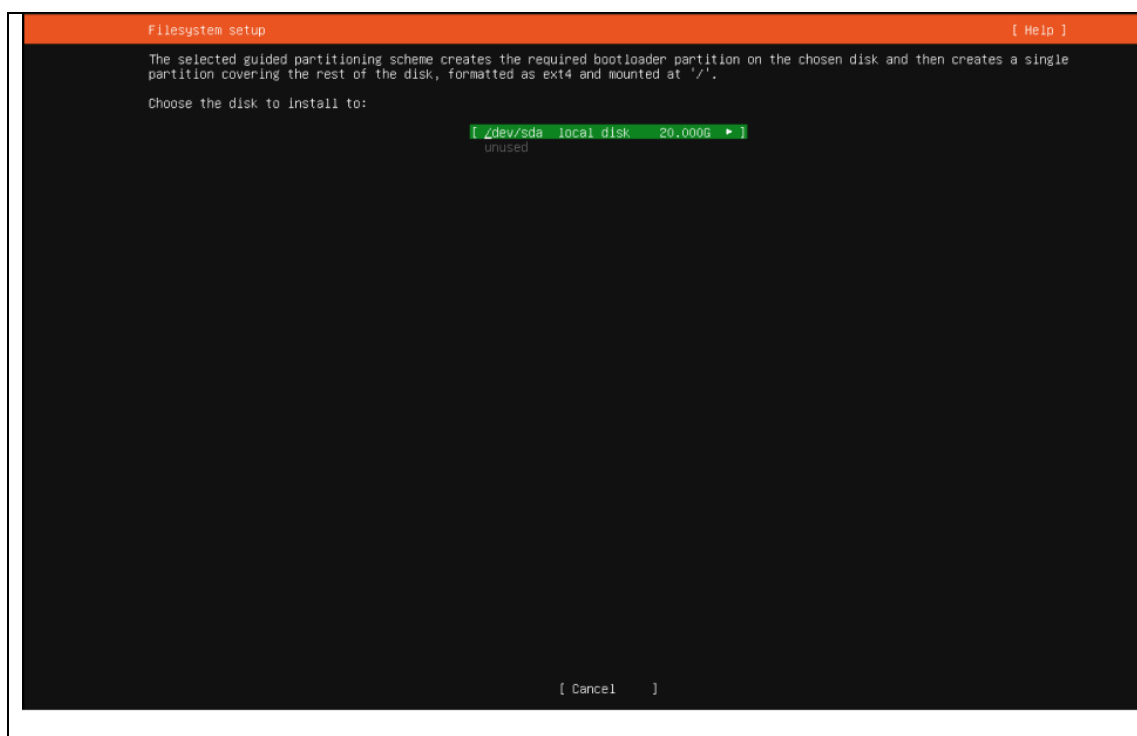 Filesystem setup [ Help ]
The selected guided partitioning scheme creates the required bootloader partition on the chosen disk and then creates a single
partition covering the rest of the disk, formatted as ext4 and mounted at '/'.
Choose the disk to install to:
[ /dev/sda local disk 20.000G ▸ ]
unused
[ Cancel ]